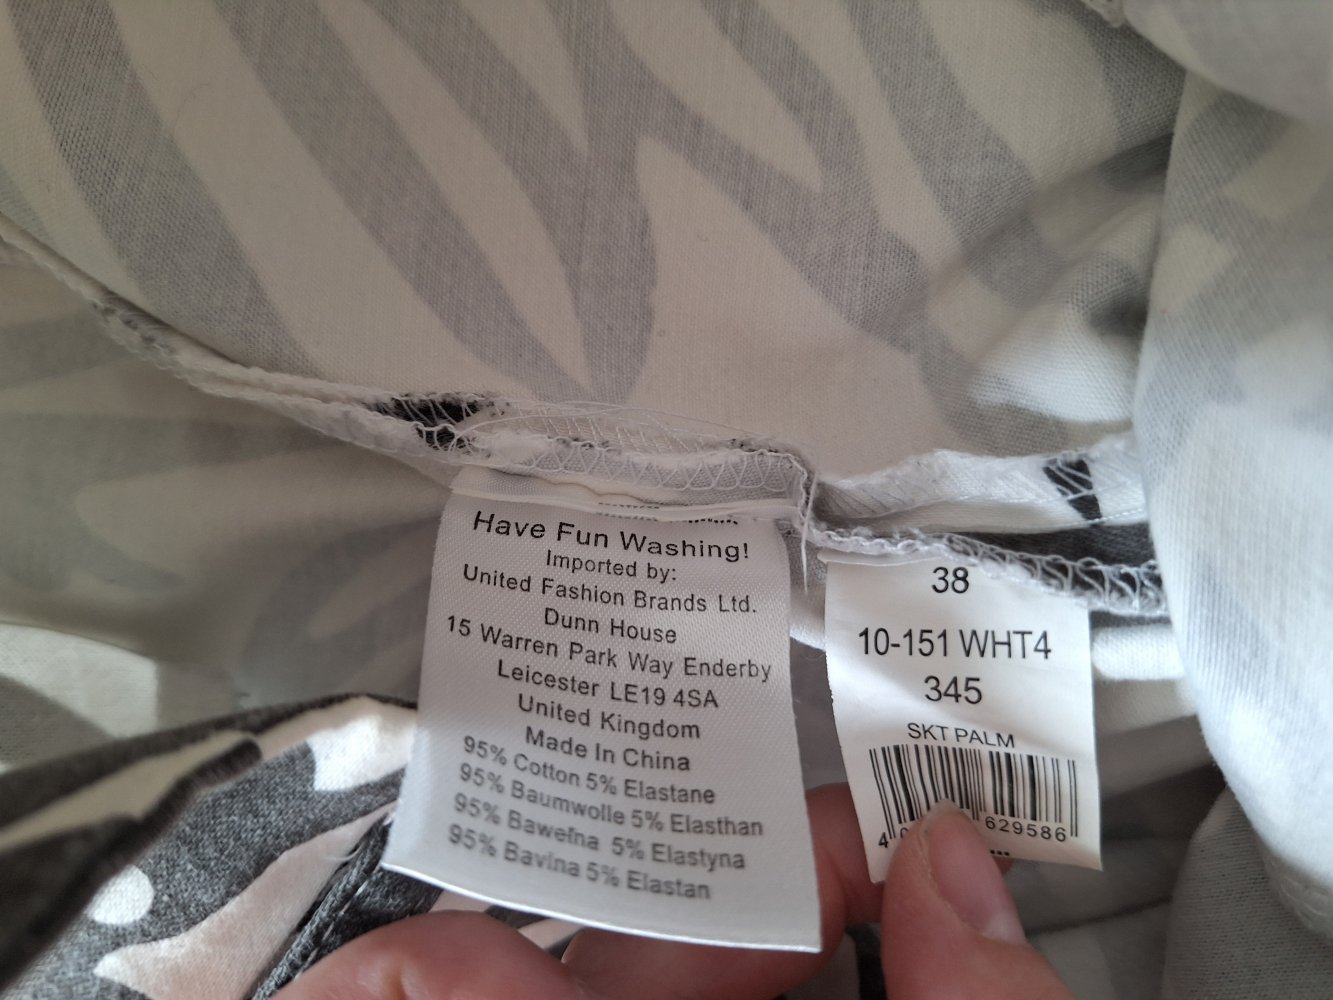 Have Fun Washing!
Imported by:
United Fashion Brands Ltd.
Dunn House
15 Warren Park Way Enderby
Leicester LE19 4SA
United Kingdom
Made In China
95% Cotton 5% Elastane
95% Baumwolle 5% Elasthan
95% Bawełna 5% Elastyna
95% Bavlna 5% Elastan
38
10-151 WHT4
345
SKT PALM
629586